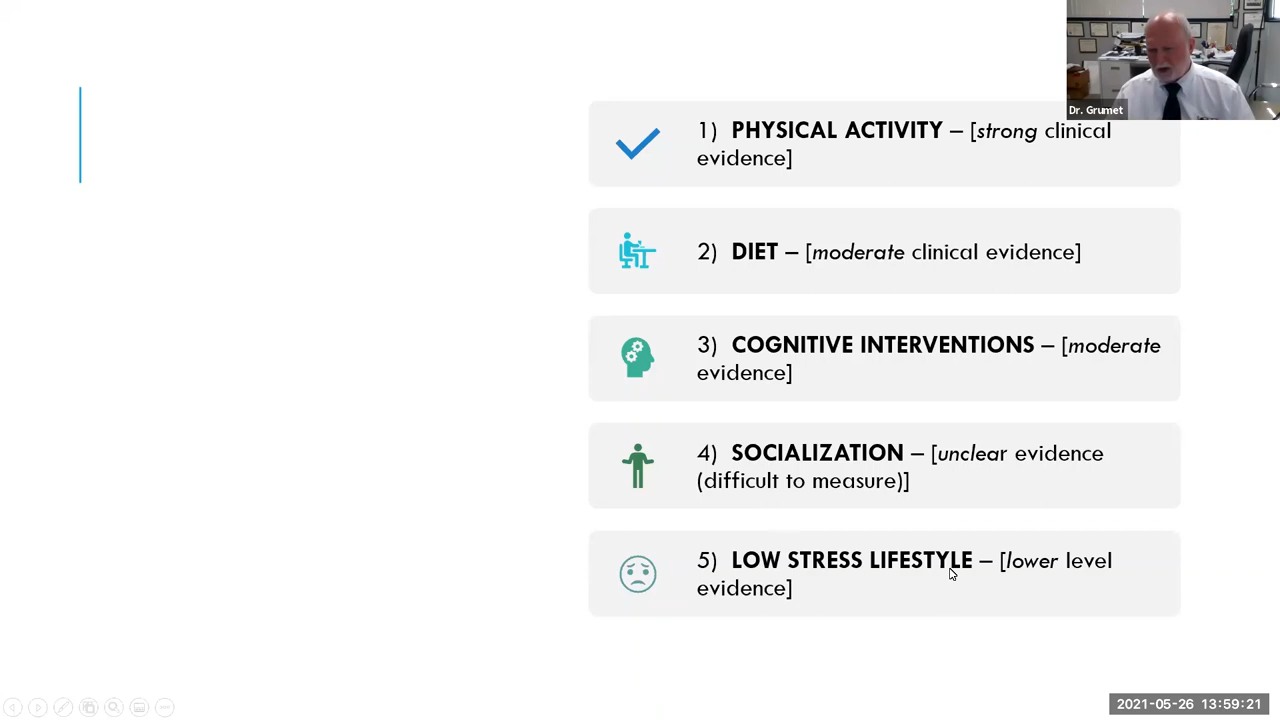 Dr. Grumet
1) PHYSICAL ACTIVITY – [strong clinical
evidence]
2) DIET – [moderate clinical evidence]
3) COGNITIVE INTERVENTIONS – [moderate
evidence]
4) SOCIALIZATION – [unclear evidence
(difficult to measure)]
5) LOW STRESS LIFESTYLE – [lower level
evidence]
2021-05-26 13:59:21